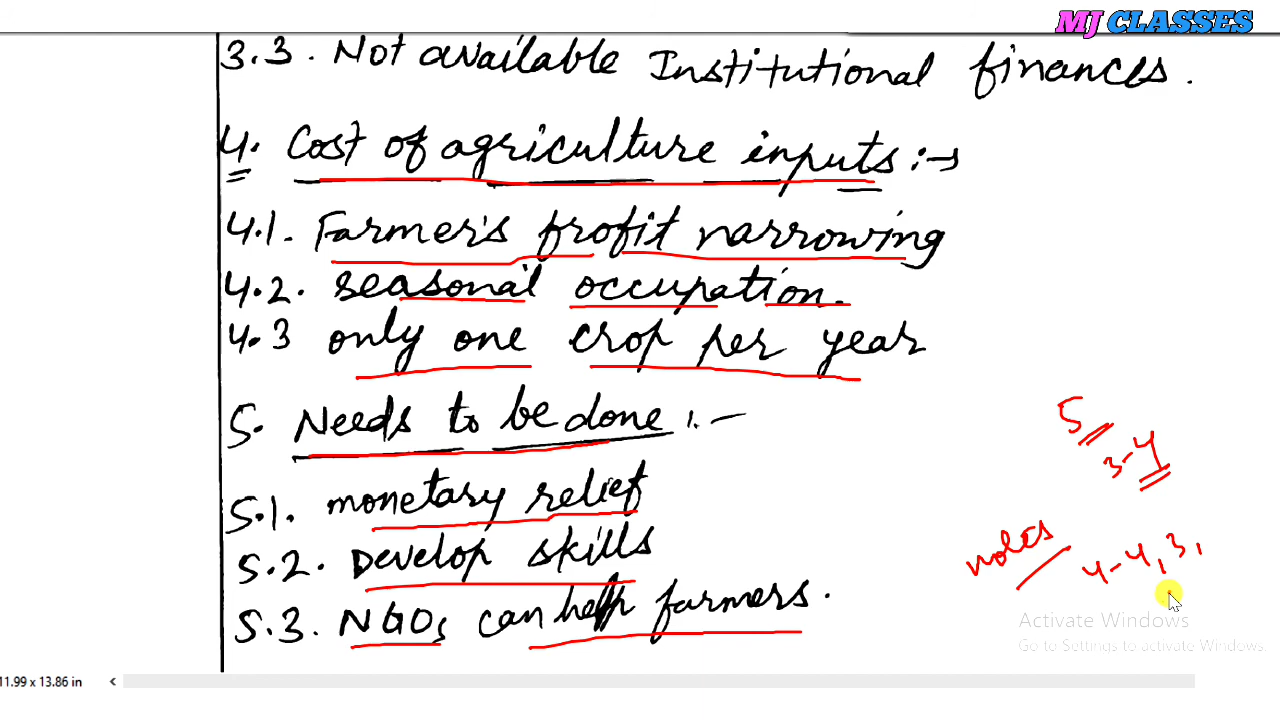 MJ CLASSES
3.3. Not available Institutional finances.
4. Cost of agriculture inputs :→
4.1. Farmer's profit narrowing
4.2. seasonal occupation.
4.3 only one crop per year
5. Needs to be done :-
5.1. monetary relief
5.2. Develop skills
5.3. NGOs can help farmers.
5
3-4
notes
4-4, 3,
Activate Windows
Go to Settings to activate Windows.
11.99 x 13.86 in